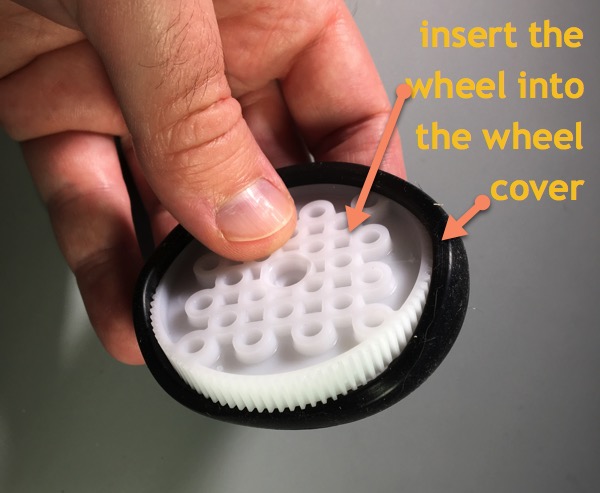 insert the
wheel into
the wheel
cover